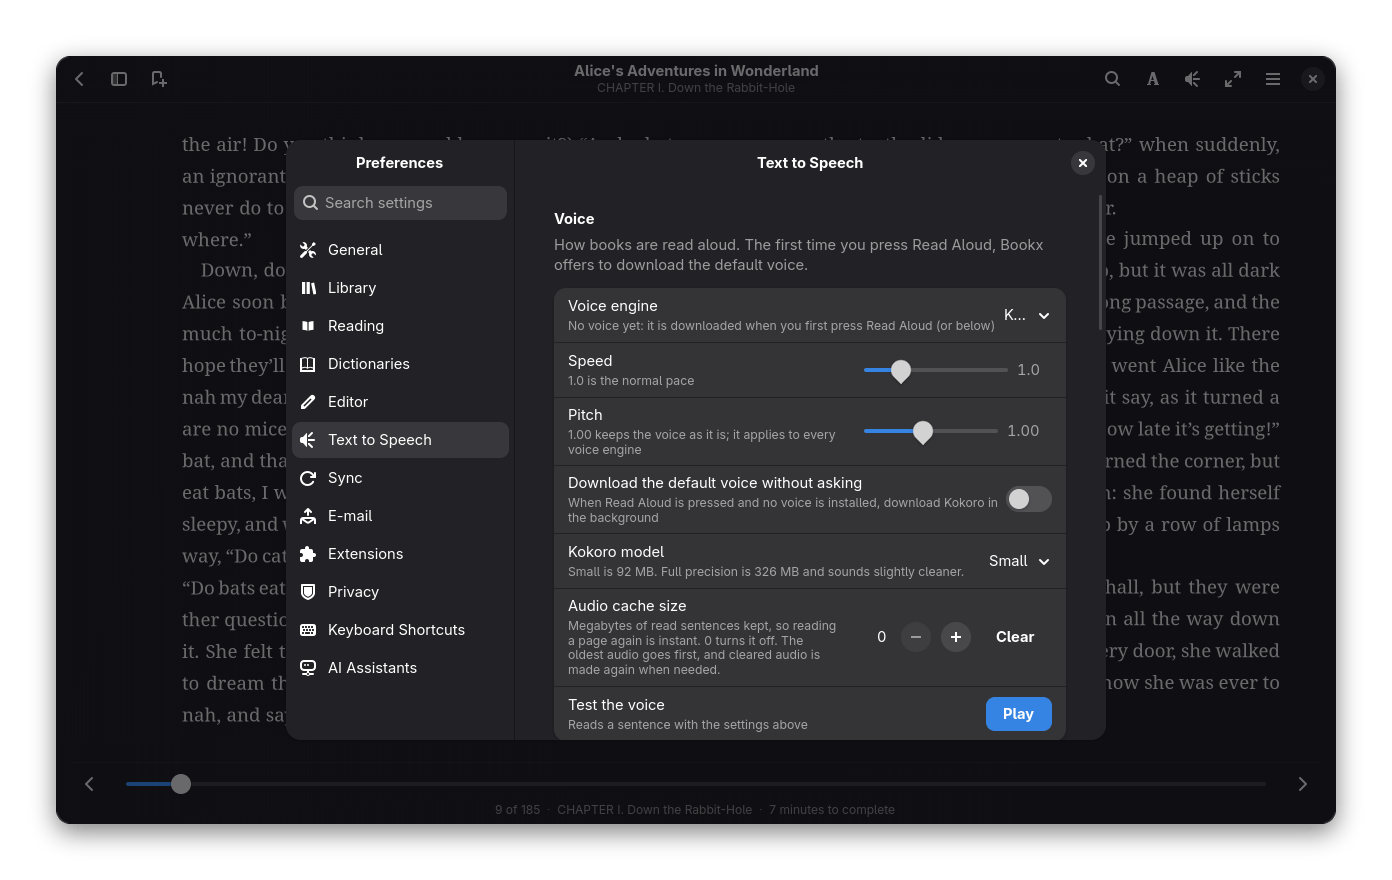 Alice's Adventures in Wonderland
CHAPTER I. Down the Rabbit-Hole
the air! Do
at?” when suddenly,
an ignorant
on a heap of sticks
never do to
where.”
jumped up on to
Down, do
but it was all dark
Alice soon
ong passage, and the
much to-nig
ying down it. There
hope they’ll
went Alice like the
nah my dear
it say, as it turned a
are no mice
ow late it’s getting!”
bat, and tha
rned the corner, but
eat bats, I w
she found herself
sleepy, and
by a row of lamps
way, “Do cat
“Do bats eat
hall, but they were
ther questio
n all the way down
it. She felt t
ery door, she walked
to dream th
how she was ever to
nah, and sa
Preferences
Search settings
General
Library
Reading
Dictionaries
Editor
Text to Speech
Sync
E-mail
Extensions
Privacy
Keyboard Shortcuts
AI Assistants
Text to Speech
Voice
How books are read aloud. The first time you press Read Aloud, Bookx
offers to download the default voice.
Voice engine
No voice yet: it is downloaded when you first press Read Aloud (or below)
K...
Speed
1.0 is the normal pace
1.0
Pitch
1.00 keeps the voice as it is; it applies to every
voice engine
1.00
Download the default voice without asking
When Read Aloud is pressed and no voice is installed, download Kokoro in
the background
Kokoro model
Small is 92 MB. Full precision is 326 MB and sounds slightly cleaner.
Small
Audio cache size
Megabytes of read sentences kept, so reading
a page again is instant. 0 turns it off. The
oldest audio goes first, and cleared audio is
made again when needed.
0
Clear
Test the voice
Reads a sentence with the settings above
Play
9 of 185 · CHAPTER I. Down the Rabbit-Hole · 7 minutes to complete